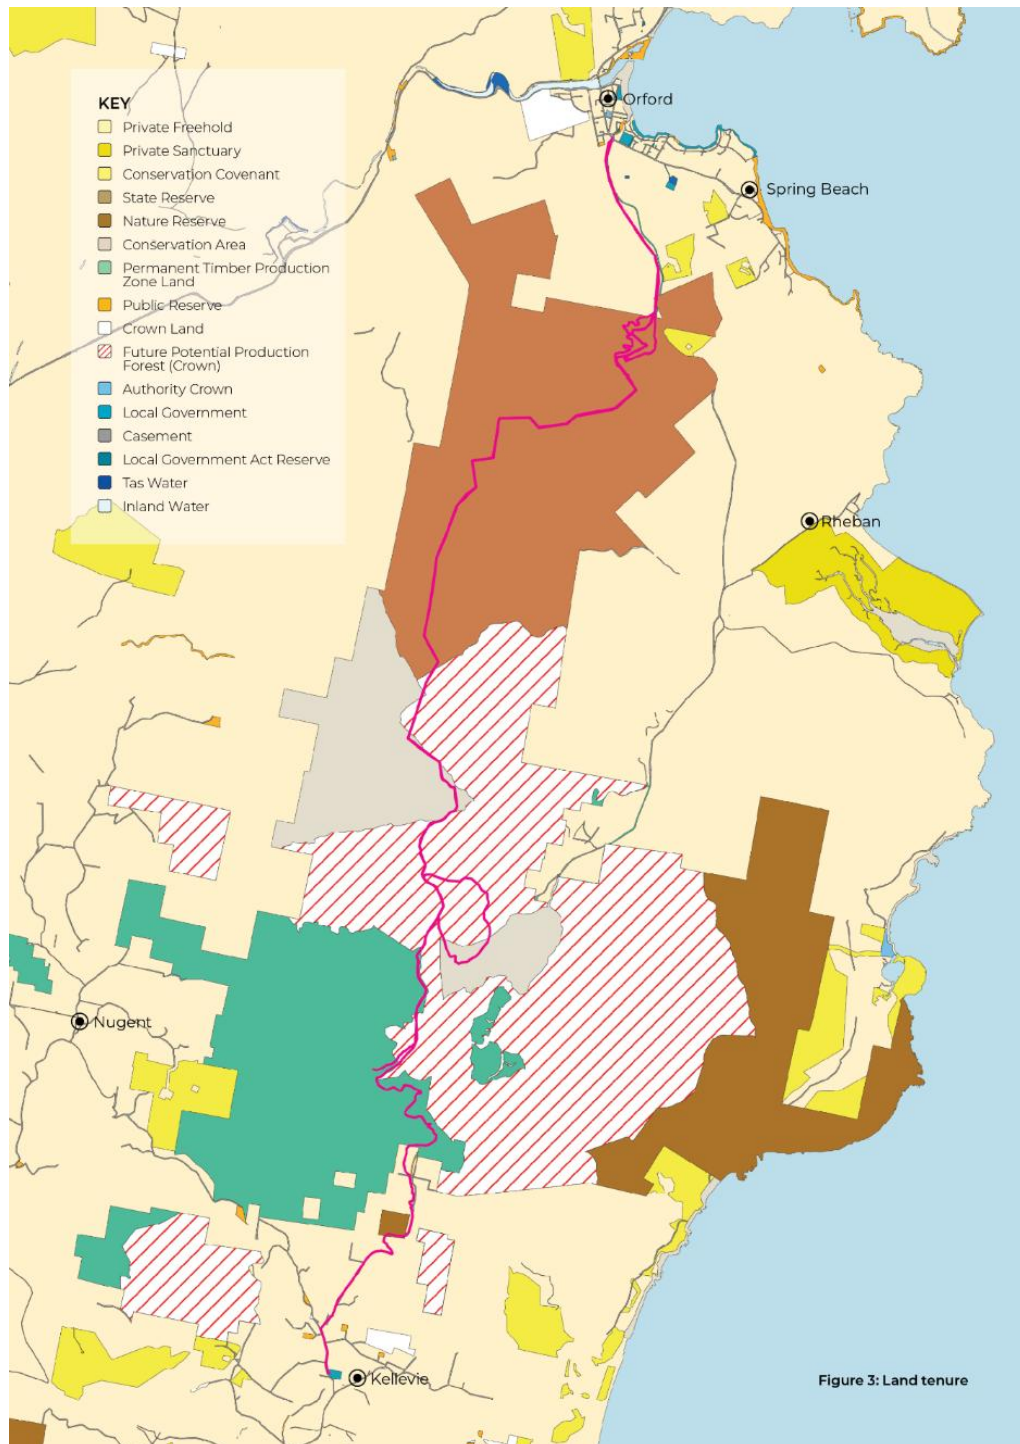 KEY
Private Freehold
Private Sanctuary
Conservation Covenant
State Reserve
Nature Reserve
Conservation Area
Permanent Timber Production
Zone Land
Public Reserve
Crown Land
Future Potential Production
Forest (Crown)
Authority Crown
Local Government
Casement
Local Government Act Reserve
Tas Water
Inland Water
Orford
Spring Beach
Rheban
Nugent
Kellevie
Figure 3: Land tenure